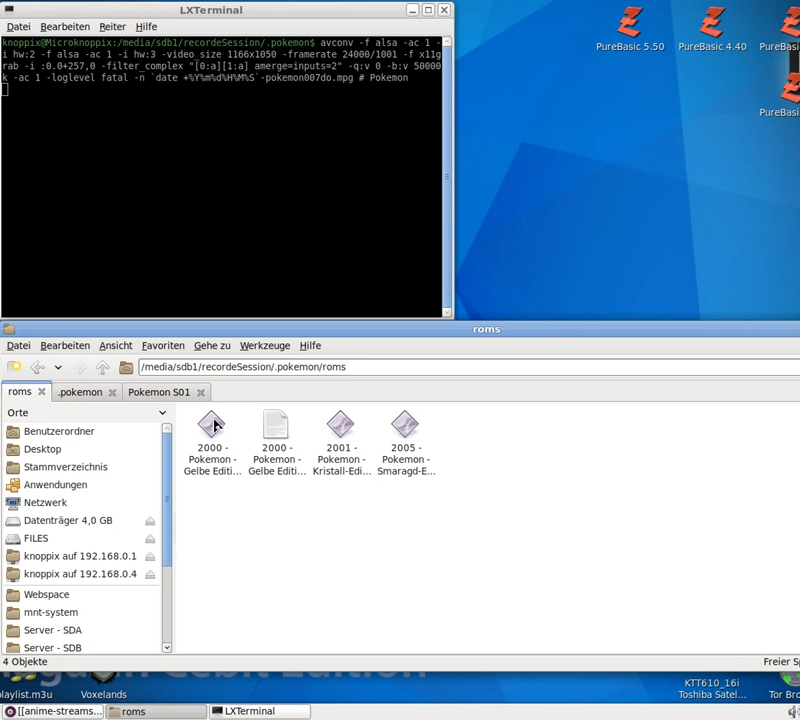 LXTerminal
Datei Bearbeiten Reiter Hilfe
knoppix@Microknoppix:/media/sdb1/recordeSession/.pokemon$ avconv -f alsa -ac 1 -
i hw:2 -f alsa -ac 1 -i hw:3 -video_size 1166x1050 -framerate 24000/1001 -f x11g
rab -i :0.0+257,0 -filter_complex "[0:a][1:a] amerge=inputs=2" -q:v 0 -b:v 50000
k -ac 1 -loglevel fatal -n `date +%Y%m%d%H%M%S`-pokemon007do.mpg # Pokemon
PureBasic 5.50
PureBasic 4.40
PureBasi
PureBasi
roms
Datei Bearbeiten Ansicht Favoriten Gehe zu Werkzeuge Hilfe
/media/sdb1/recordeSession/.pokemon/roms
roms .pokemon Pokemon S01
Orte
Benutzerordner
Desktop
Stammverzeichnis
Anwendungen
Netzwerk
Datenträger 4,0 GB
FILES
knoppix auf 192.168.0.1
knoppix auf 192.168.0.4
Webspace
mnt-system
Server - SDA
Server - SDB
2000 -
Pokemon -
Gelbe Editi...
2000 -
Pokemon -
Gelbe Editi...
2001 -
Pokemon -
Kristall-Edi...
2005 -
Pokemon -
Smaragd-E...
4 Objekte
Freier Sp
playlist.m3u
Voxelands
KTT610_16i
Toshiba Satel...
Tor Bro
[[anime-streams... roms LXTerminal